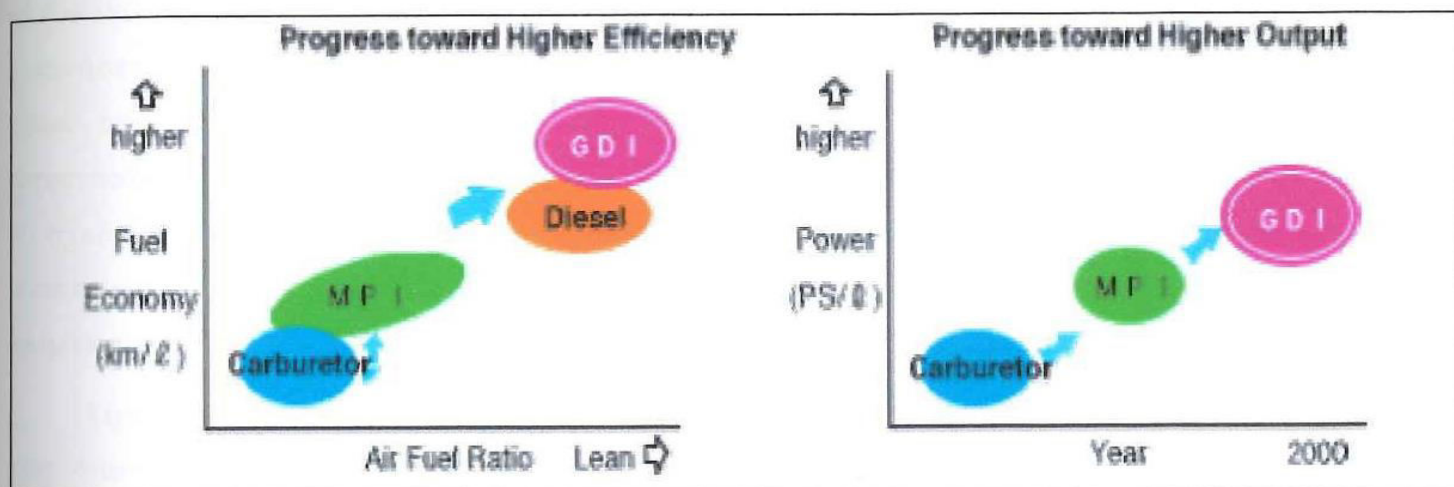 Progress toward Higher Efficiency
higher
Fuel
Economy
(km/ℓ)
GDI
Diesel
MPI
Carburetor
Air Fuel Ratio Lean
Progress toward Higher Output
higher
Power
(PS/ℓ)
GDI
MPI
Carburetor
Year 2000